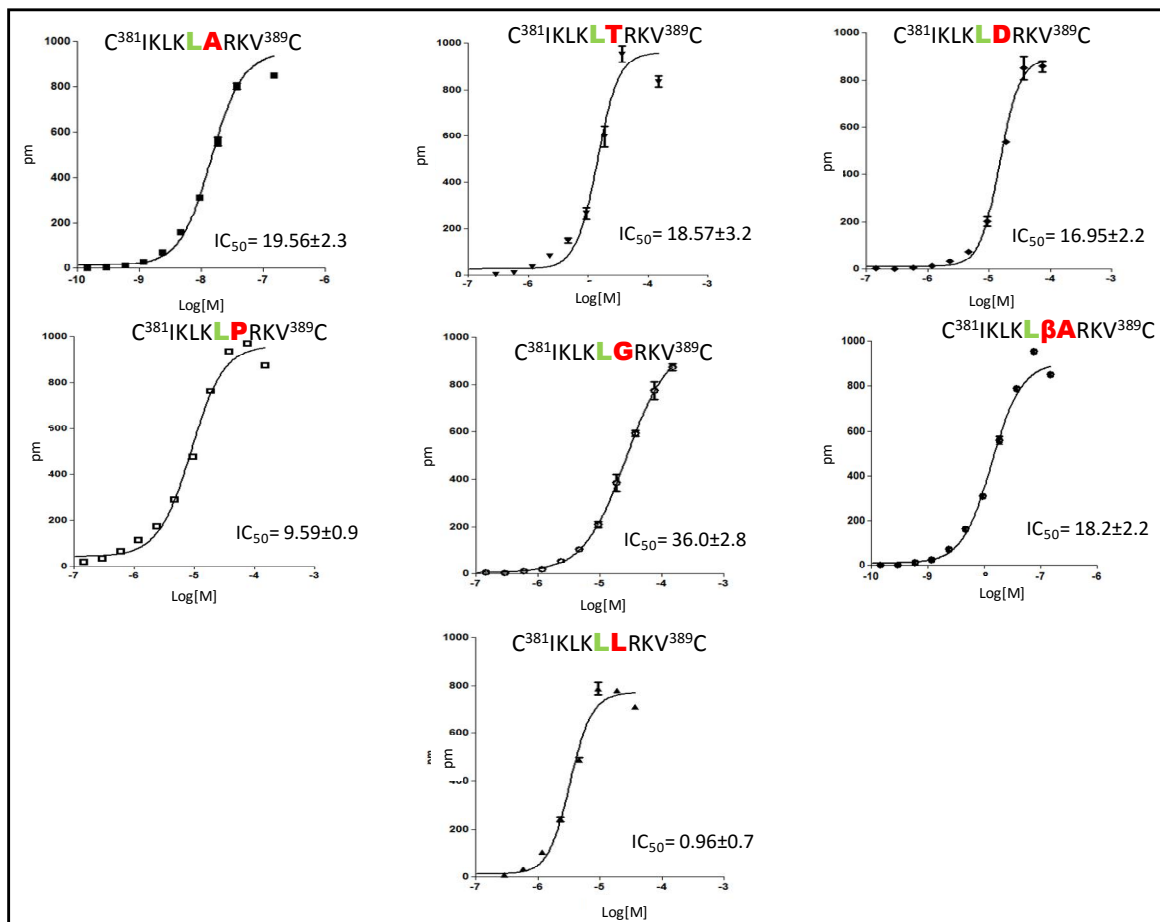 C³⁸¹IKLKLARKV³⁸⁹C
1000
800
600
400
200
0
pm
-10
-9
-8
-7
-6
Log[M]
IC₅₀= 19.56±2.3
C³⁸¹IKLKLTRKV³⁸⁹C
1000
800
600
400
200
0
pm
-7
-6
-5
-4
-3
Log[M]
IC₅₀= 18.57±3.2
C³⁸¹IKLKLDRKV³⁸⁹C
1000
800
600
400
200
0
pm
-7
-6
-5
-4
-3
Log[M]
IC₅₀= 16.95±2.2
C³⁸¹IKLKLPRKV³⁸⁹C
1000
800
600
400
200
0
pm
-7
-6
-5
-4
-3
Log[M]
IC₅₀= 9.59±0.9
C³⁸¹IKLKLGRKV³⁸⁹C
1000
800
600
400
200
0
pm
-7
-6
-5
-4
-3
Log[M]
IC₅₀= 36.0±2.8
C³⁸¹IKLKLβARKV³⁸⁹C
1000
800
600
400
200
0
pm
-10
-9
-8
-7
-6
Log[M]
IC₅₀= 18.2±2.2
C³⁸¹IKLKLLRKV³⁸⁹C
1000
800
600
400
200
0
pm
-7
-6
-5
-4
-3
Log[M]
IC₅₀= 0.96±0.7